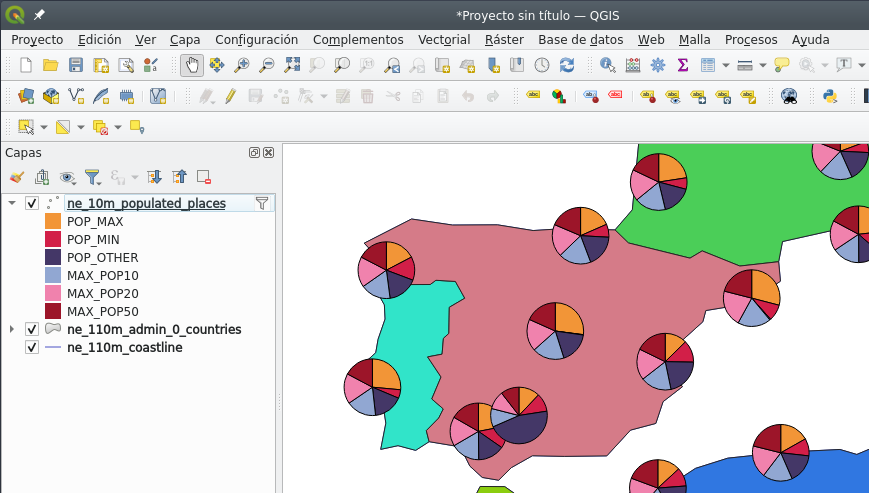 *Proyecto sin título — QGIS
Proyecto Edición Ver Capa Configuración Complementos Vectorial Ráster Base de datos Web Malla Procesos Ayuda
Capas
ne_10m_populated_places
POP_MAX
POP_MIN
POP_OTHER
MAX_POP10
MAX_POP20
MAX_POP50
ne_110m_admin_0_countries
ne_110m_coastline